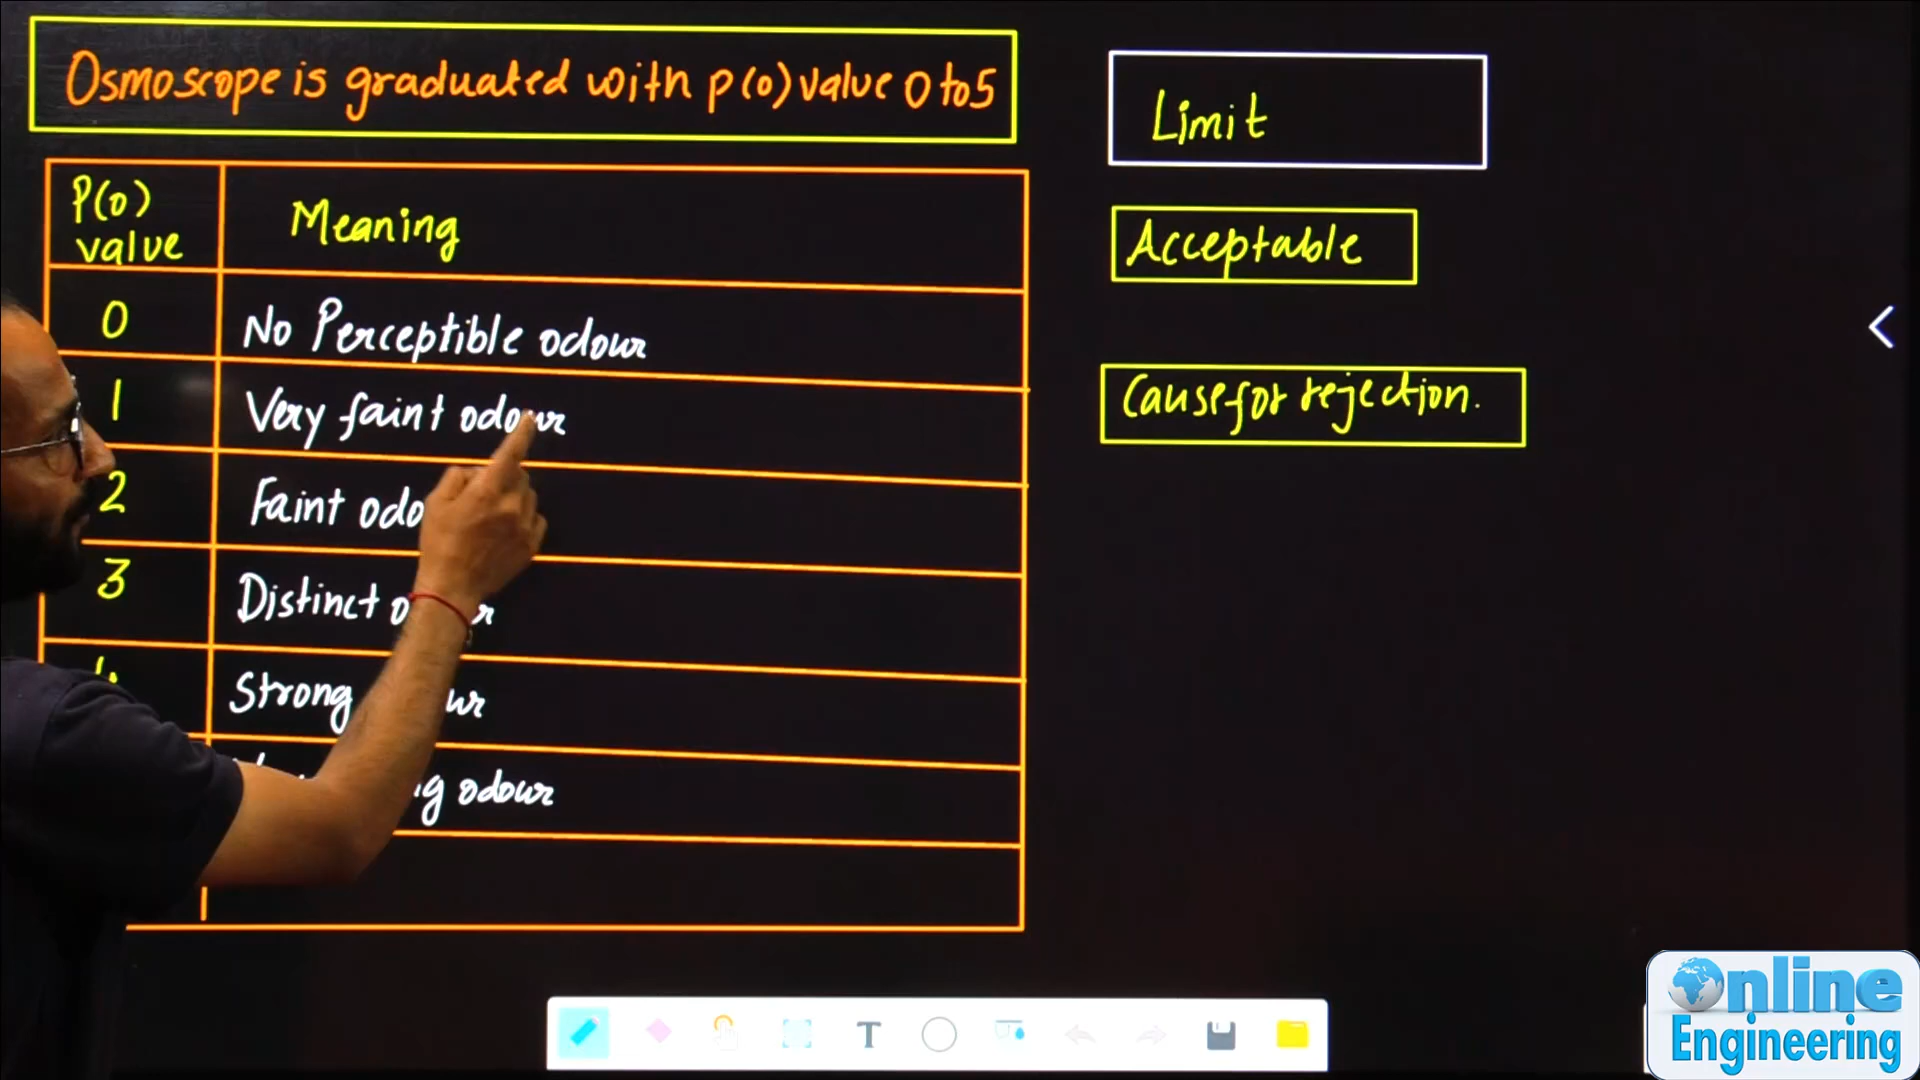 Osmoscope is graduated with p(o) value 0 to 5
P(o) value
Meaning
0
No Perceptible odour
1
Very faint odour
2
Faint
3
Distinct
Strong
odour
Limit
Acceptable
Cause for rejection.
T
Online
Engineering